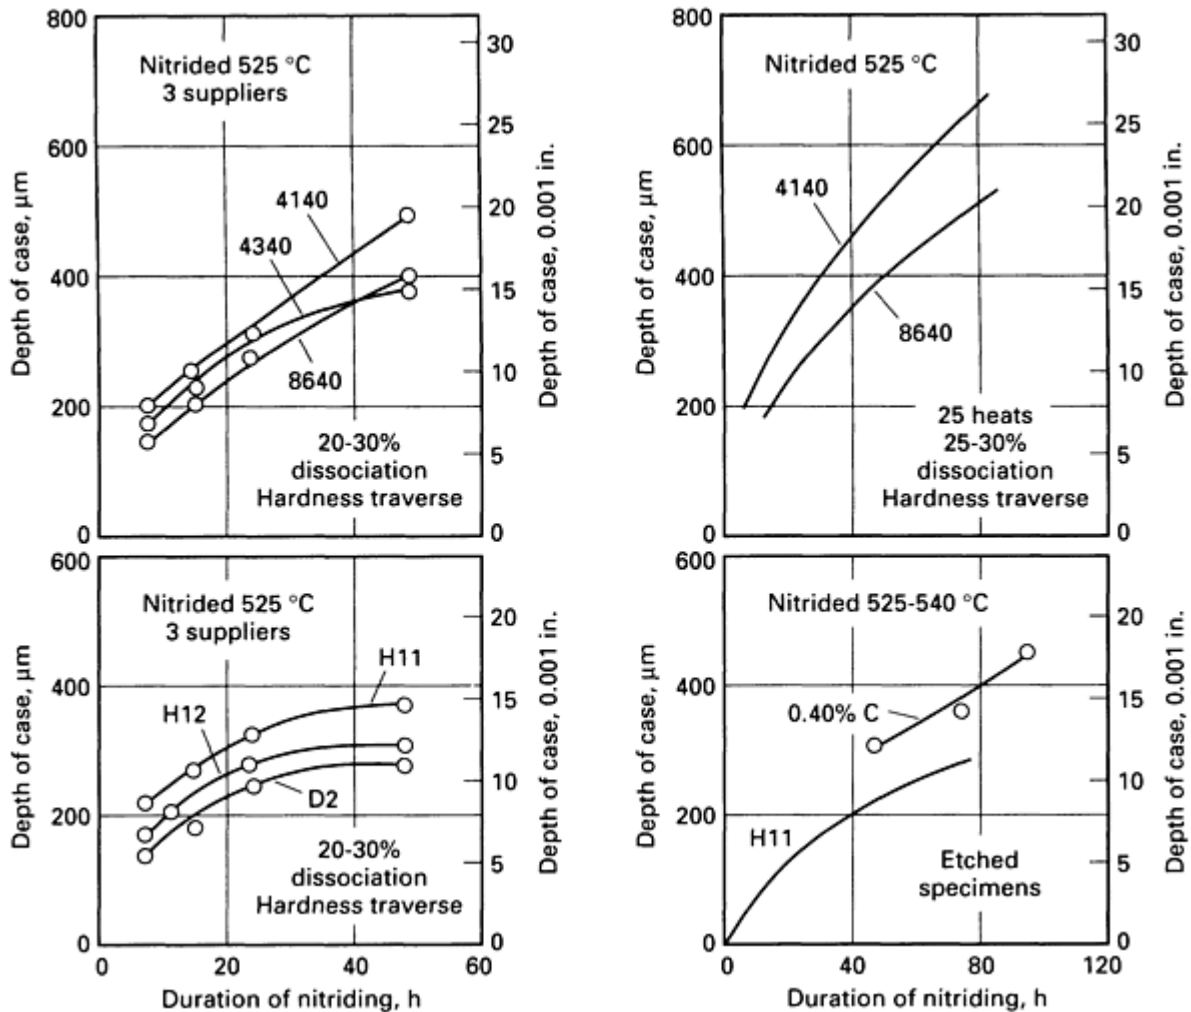 800
600
400
200
0
Depth of case, µm
Nitrided 525 °C
3 suppliers
4140
4340
8640
20-30%
dissociation
Hardness traverse
30
25
20
15
10
5
0
Depth of case, 0.001 in.
800
600
400
200
0
Depth of case, µm
Nitrided 525 °C
4140
8640
25 heats
25-30%
dissociation
Hardness traverse
30
25
20
15
10
5
0
Depth of case, 0.001 in.
600
400
200
0
Depth of case, µm
Nitrided 525 °C
3 suppliers
H11
H12
D2
20-30%
dissociation
Hardness traverse
20
15
10
5
0
Depth of case, 0.001 in.
0 20 40 60
Duration of nitriding, h
600
400
200
0
Depth of case, µm
Nitrided 525-540 °C
0.40% C
H11
Etched
specimens
20
15
10
5
0
Depth of case, 0.001 in.
0 40 80 120
Duration of nitriding, h